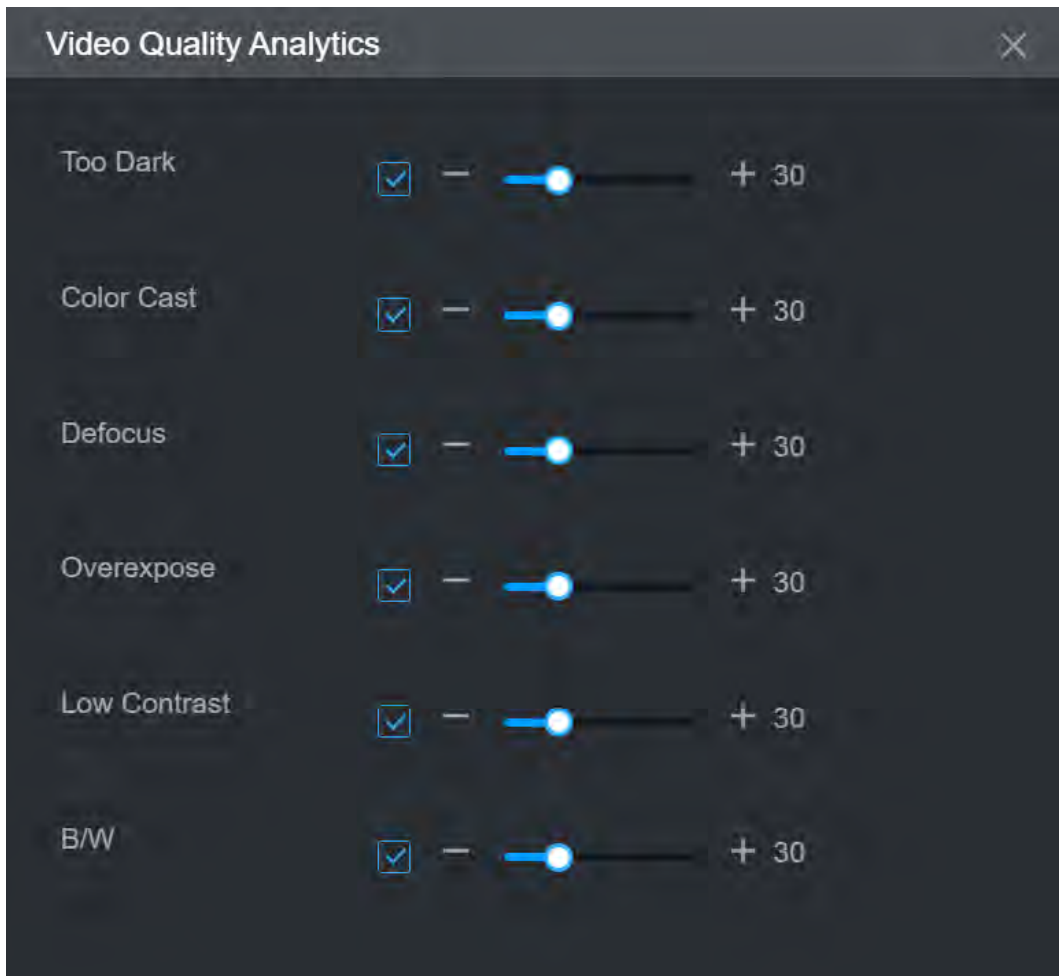 Video Quality Analytics
Too Dark 30
Color Cast 30
Defocus 30
Overexpose 30
Low Contrast 30
B/W 30